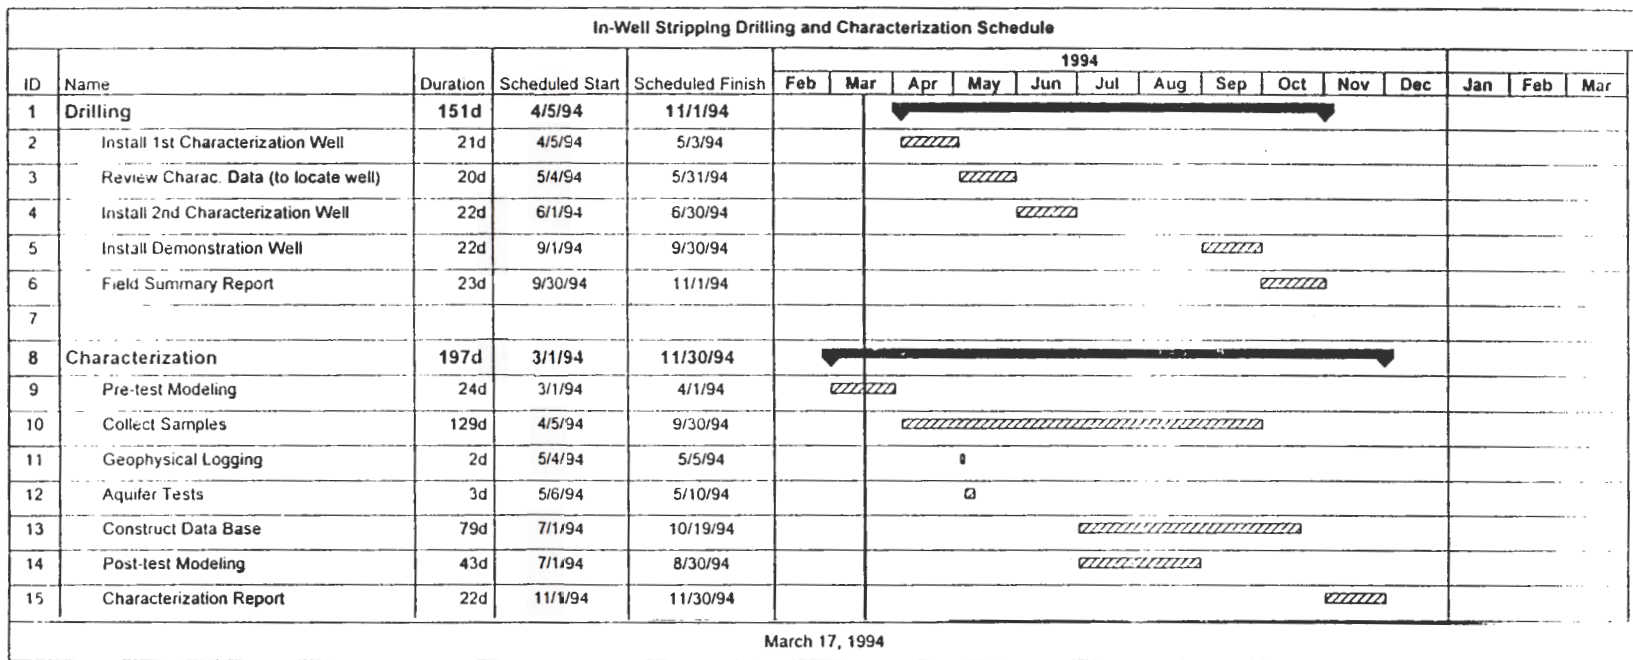 In-Well Stripping Drilling and Characterization Schedule
1994
ID Name Duration Scheduled Start Scheduled Finish Feb Mar Apr May Jun Jul Aug Sep Oct Nov Dec Jan Feb Mar
1 Drilling 151d 4/5/94 11/1/94
2 Install 1st Characterization Well 21d 4/5/94 5/3/94
3 Review Charac. Data (to locate well) 20d 5/4/94 5/31/94
4 Install 2nd Characterization Well 22d 6/1/94 6/30/94
5 Install Demonstration Well 22d 9/1/94 9/30/94
6 Field Summary Report 23d 9/30/94 11/1/94
7
8 Characterization 197d 3/1/94 11/30/94
9 Pre-test Modeling 24d 3/1/94 4/1/94
10 Collect Samples 129d 4/5/94 9/30/94
11 Geophysical Logging 2d 5/4/94 5/5/94
12 Aquifer Tests 3d 5/6/94 5/10/94
13 Construct Data Base 79d 7/1/94 10/19/94
14 Post-test Modeling 43d 7/1/94 8/30/94
15 Characterization Report 22d 11/1/94 11/30/94
March 17, 1994